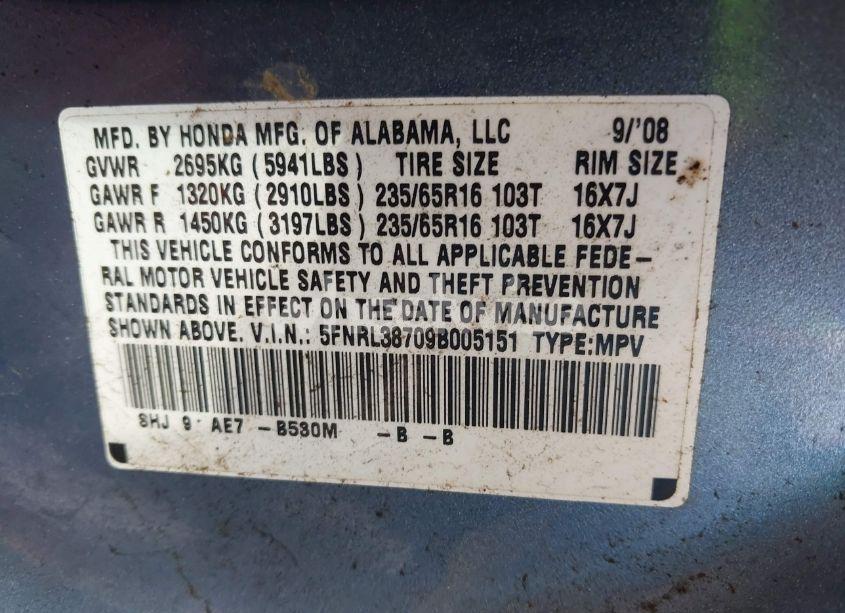 MFD. BY HONDA MFG. OF ALABAMA, LLC 9/'08
GVWR 2695KG (5941LBS) TIRE SIZE RIM SIZE
GAWR F 1320KG (2910LBS) 235/65R16 103T 16X7J
GAWR R 1450KG (3197LBS) 235/65R16 103T 16X7J
THIS VEHICLE CONFORMS TO ALL APPLICABLE FEDE-
RAL MOTOR VEHICLE SAFETY AND THEFT PREVENTION
STANDARDS IN EFFECT ON THE DATE OF MANUFACTURE
SHOWN ABOVE. V.I.N.: 5FNRL38709B005151 TYPE:MPV
SHJ 9 AE7 -B530M -B -B